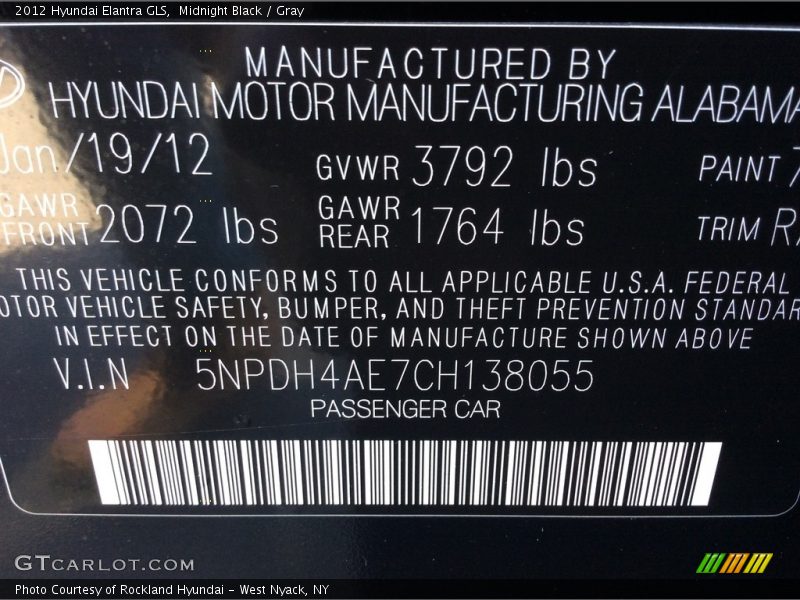 2012 Hyundai Elantra GLS,  Midnight Black / Gray
MANUFACTURED BY
HYUNDAI MOTOR MANUFACTURING ALABAMA
Jan/19/12 GVWR 3792 lbs PAINT
GAWR FRONT 2072 lbs GAWR REAR 1764 lbs TRIM
THIS VEHICLE CONFORMS TO ALL APPLICABLE U.S.A. FEDERAL
OTOR VEHICLE SAFETY, BUMPER, AND THEFT PREVENTION STANDAR
IN EFFECT ON THE DATE OF MANUFACTURE SHOWN ABOVE
V.I.N 5NPDH4AE7CH138055
PASSENGER CAR
GTCARLOT.COM
Photo Courtesy of Rockland Hyundai - West Nyack, NY